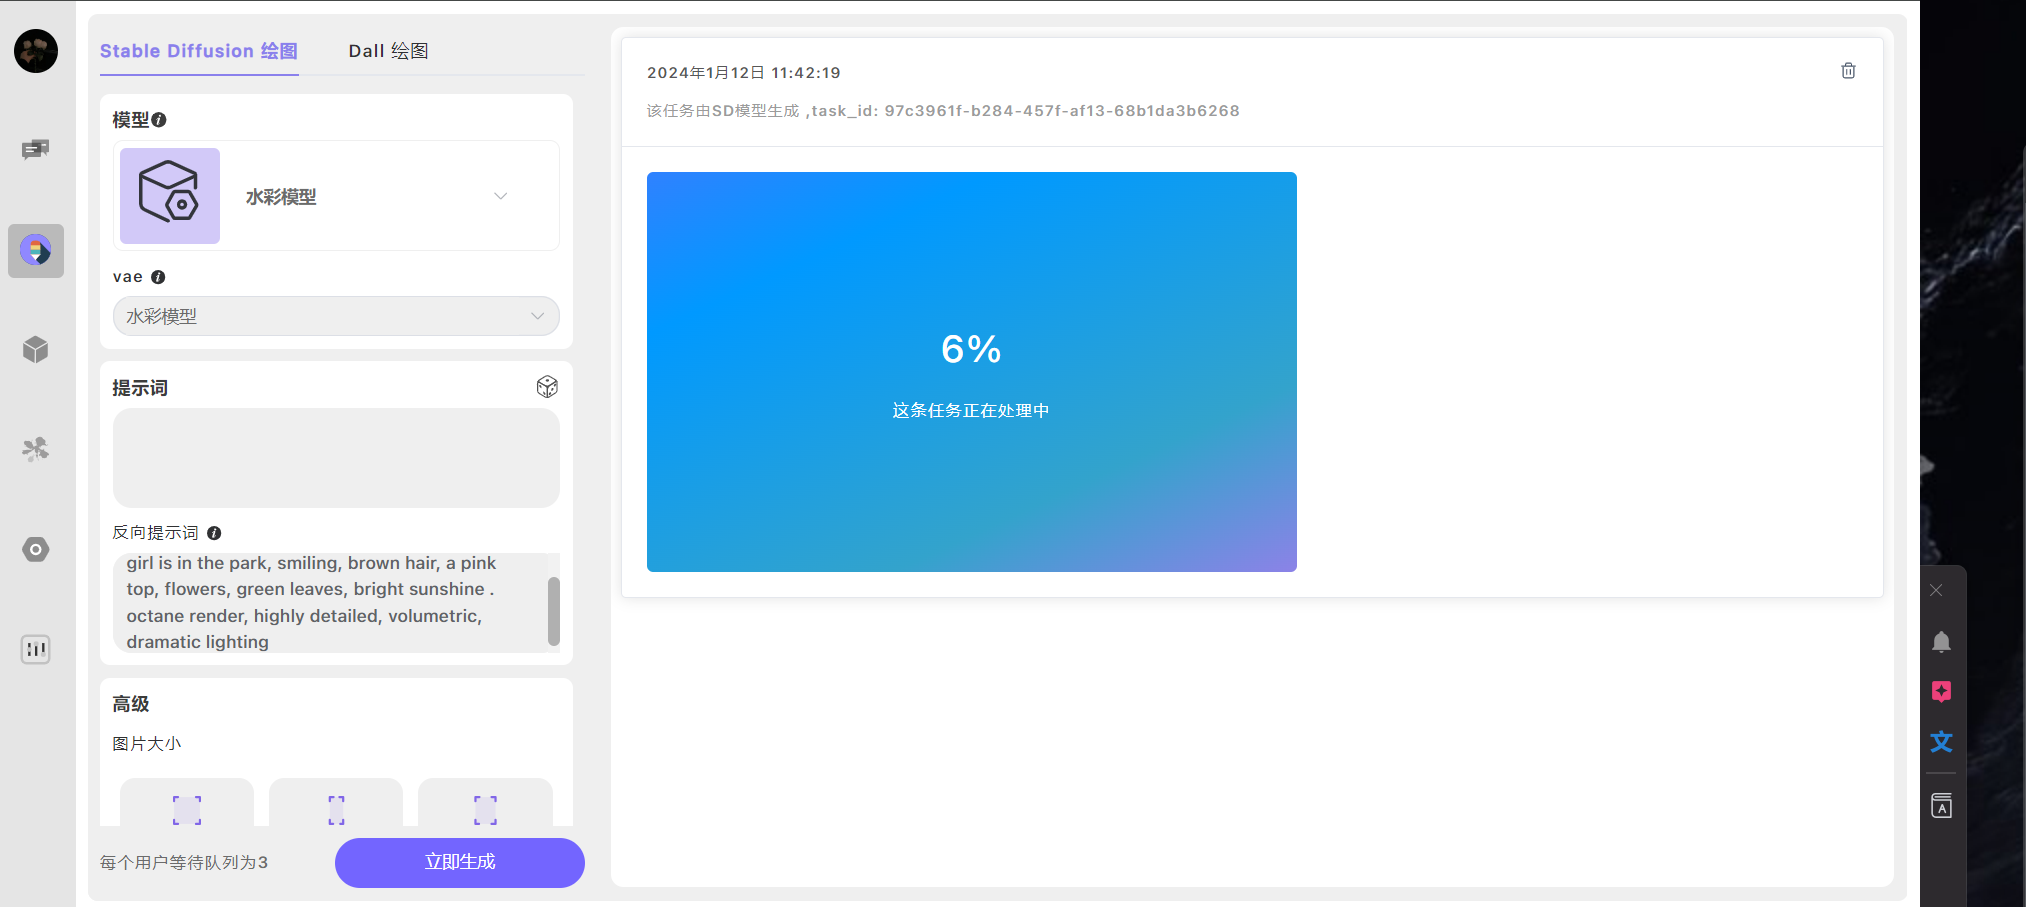 Stable Diffusion 绘图
Dall 绘图
模型
水彩模型
vae
水彩模型
提示词
反向提示词
girl is in the park, smiling, brown hair, a pink
top, flowers, green leaves, bright sunshine .
octane render, highly detailed, volumetric,
dramatic lighting
高级
图片大小
每个用户等待队列为3
立即生成
2024年1月12日 11:42:19
该任务由SD模型生成 ,task_id: 97c3961f-b284-457f-af13-68b1da3b6268
6%
这条任务正在处理中
文
A